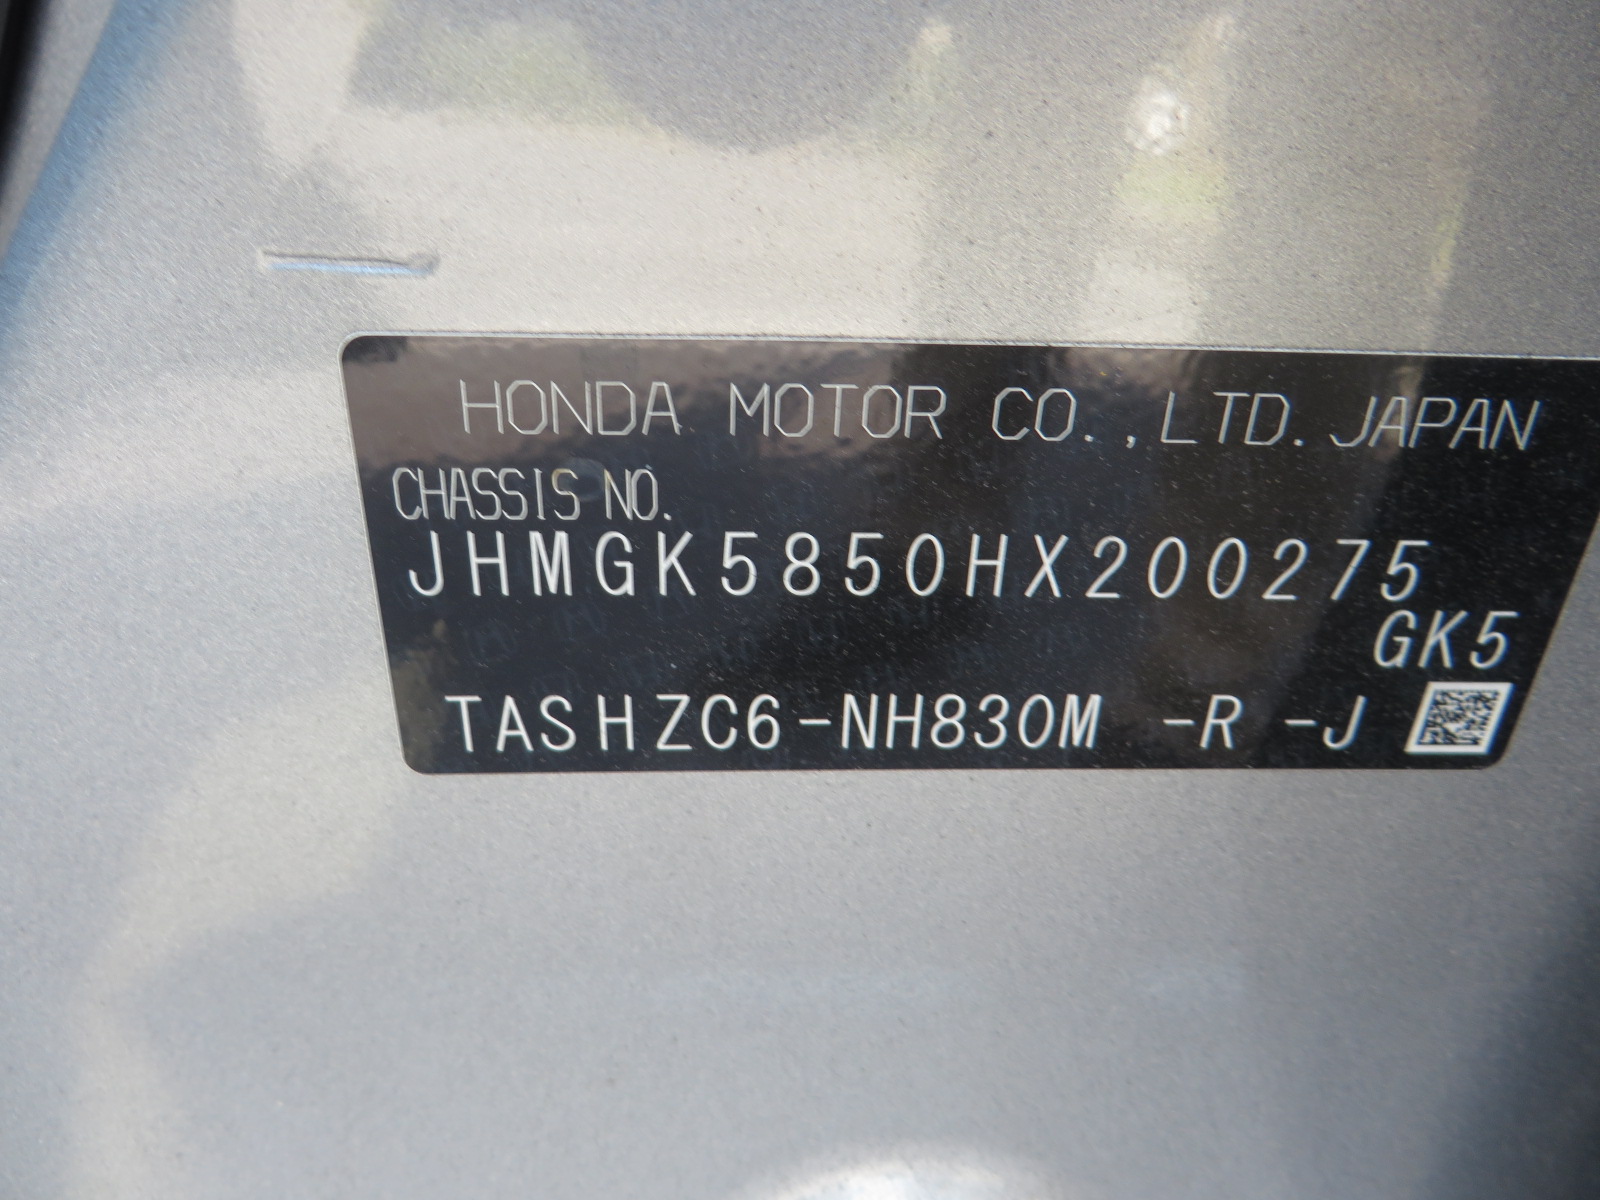 HONDA MOTOR CO.,LTD. JAPAN
CHASSIS NO.
JHMGK5850HX200275
GK5
TASHZC6-NH830M -R -J